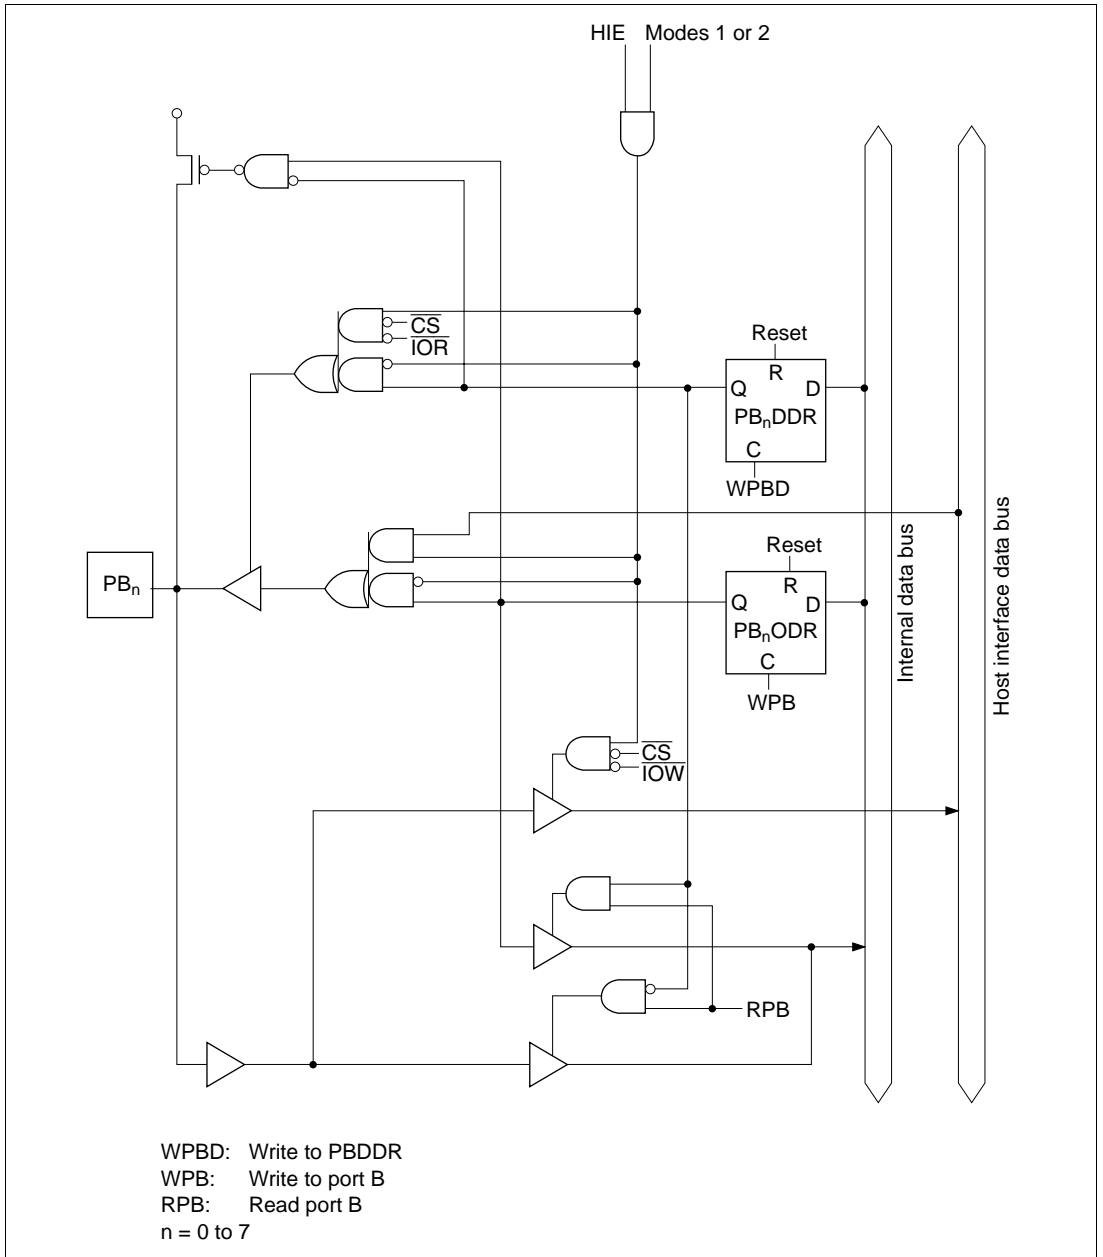 HIE Modes 1 or 2
CS
IOR
Reset
R
Q D
PBnDDR
C
WPBD
PBn
Reset
R
Q D
PBnODR
C
WPB
Internal data bus
Host interface data bus
CS
IOW
RPB
WPBD: Write to PBDDR
WPB: Write to port B
RPB: Read port B
n = 0 to 7